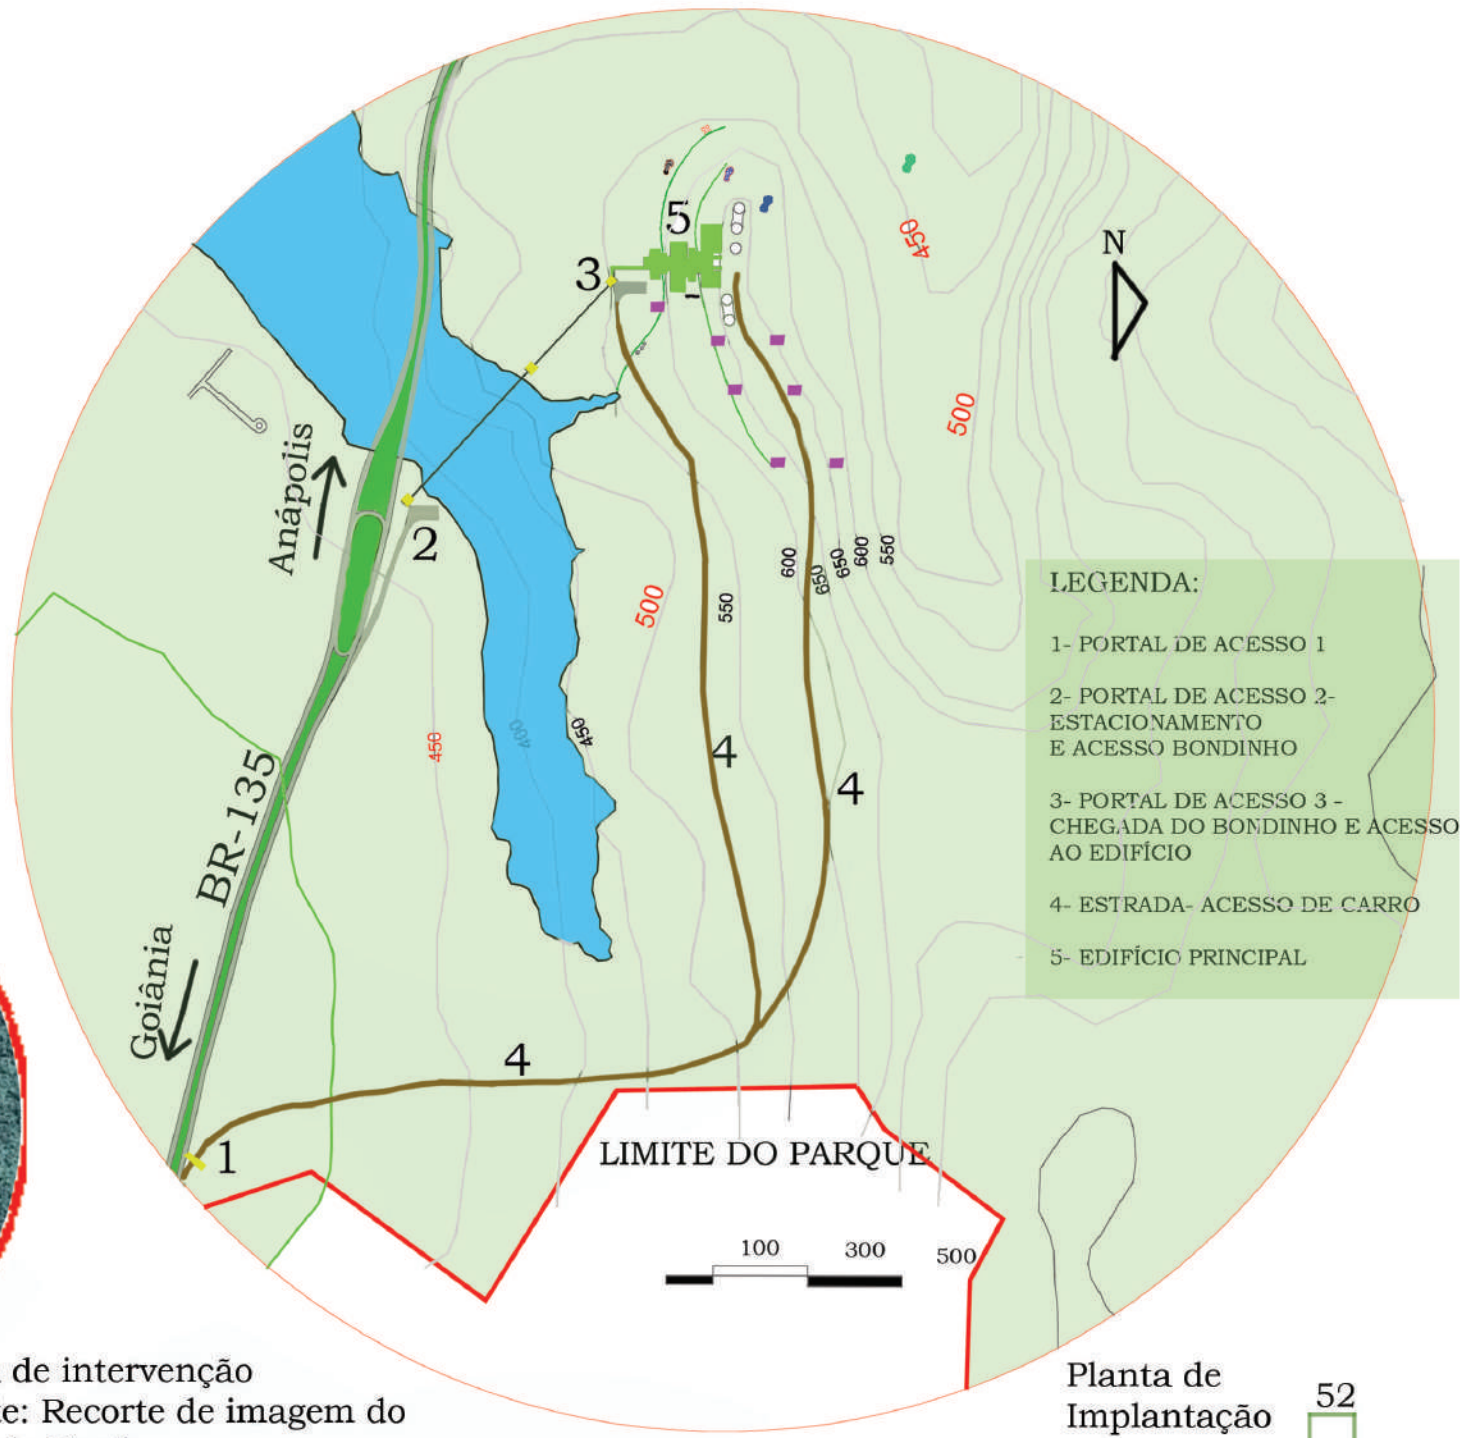 N
5
3
450
500
Anápolis
2
600
650
650
600
550
500
550
LEGENDA:
1- PORTAL DE ACESSO 1
2- PORTAL DE ACESSO 2-
ESTACIONAMENTO
E ACESSO BONDINHO
3- PORTAL DE ACESSO 3 -
CHEGADA DO BONDINHO E ACESSO
AO EDIFÍCIO
4- ESTRADA- ACESSO DE CARRO
5- EDIFÍCIO PRINCIPAL
450
400
450
4
4
BR-135
Goiânia
4
1
LIMITE DO PARQUE
100 300 500
de intervenção
e: Recorte de imagem do
Planta de
Implantação
52